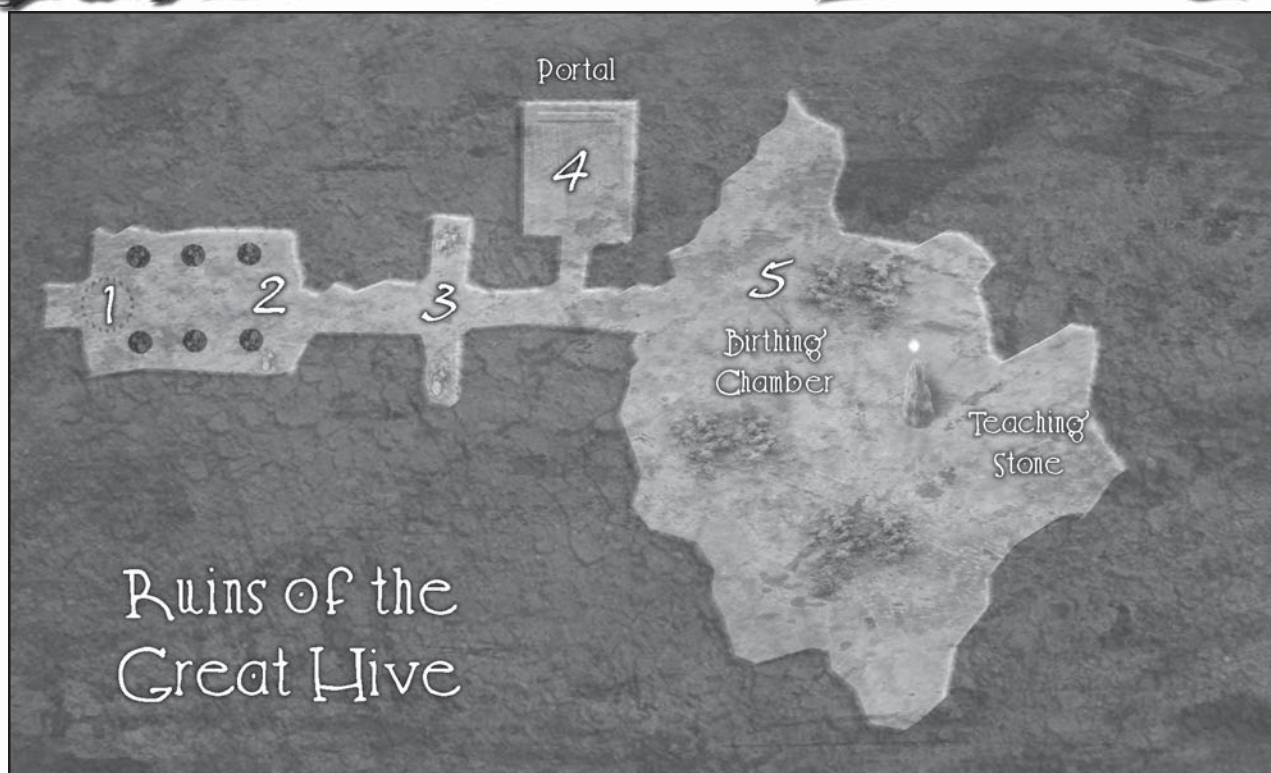 Portal
4
1
2
3
5
Birthing
Chamber
Teaching
Stone
Ruins of the
Great Hive